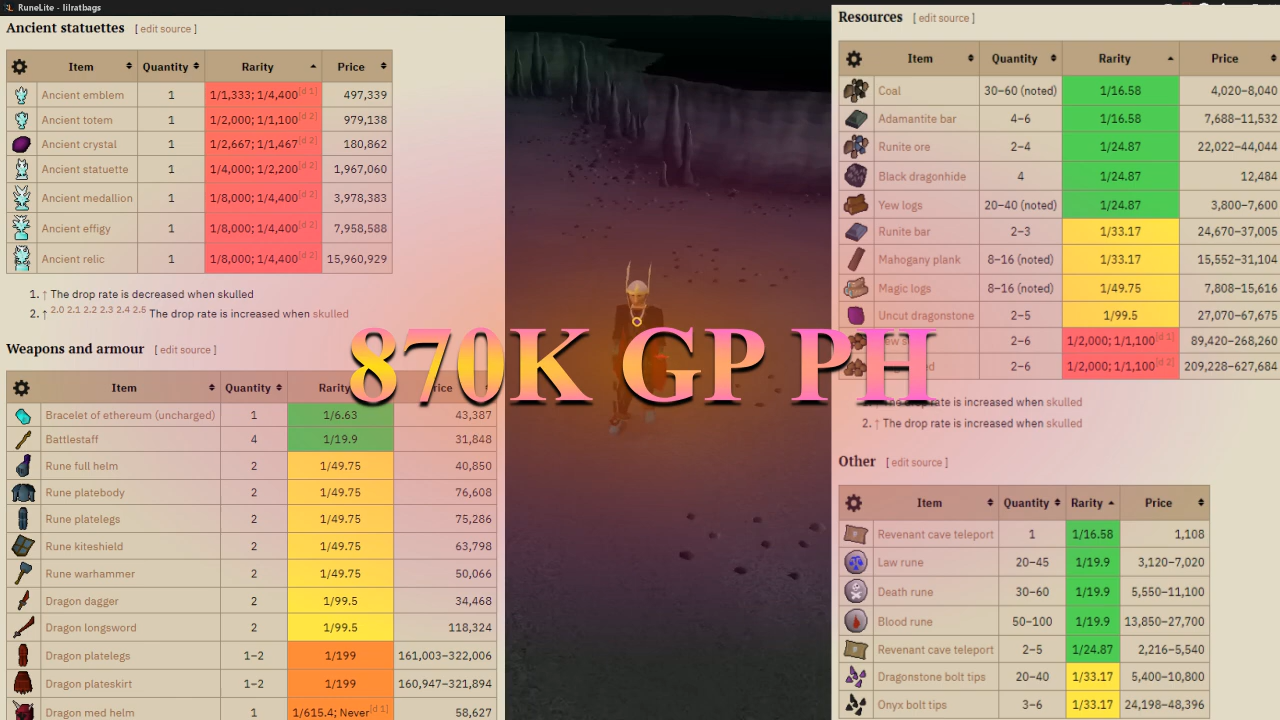 RuneLite - lilratbags
Ancient statuettes [ edit source ]
Item Quantity Rarity Price
Ancient emblem 1 1/1,333; 1/4,400[d 1] 497,339
Ancient totem 1 1/2,000; 1/1,100[d 2] 979,138
Ancient crystal 1 1/2,667; 1/1,467[d 2] 180,862
Ancient statuette 1 1/4,000; 1/2,200[d 2] 1,967,060
Ancient medallion 1 1/8,000; 1/4,400[d 2] 3,978,383
Ancient effigy 1 1/8,000; 1/4,400[d 2] 7,958,588
Ancient relic 1 1/8,000; 1/4,400[d 2] 15,960,929
1. ↑ The drop rate is decreased when skulled
2. ↑ 2.0 2.1 2.2 2.3 2.4 2.5 The drop rate is increased when skulled
Weapons and armour [ edit source ]
Item Quantity Rarity Price
Bracelet of ethereum (uncharged) 1 1/6.63 43,387
Battlestaff 4 1/19.9 31,848
Rune full helm 2 1/49.75 40,850
Rune platebody 2 1/49.75 76,608
Rune platelegs 2 1/49.75 75,286
Rune kiteshield 2 1/49.75 63,798
Rune warhammer 2 1/49.75 50,066
Dragon dagger 2 1/99.5 34,468
Dragon longsword 2 1/99.5 118,324
Dragon platelegs 1–2 1/199 161,003–322,006
Dragon plateskirt 1–2 1/199 160,947–321,894
Dragon med helm 1 1/615.4; Never[d 1] 58,627
870K GP PH
Resources [ edit source ]
Item Quantity Rarity Price
Coal 30–60 (noted) 1/16.58 4,020–8,040
Adamantite bar 4–6 1/16.58 7,688–11,532
Runite ore 2–4 1/24.87 22,022–44,044
Black dragonhide 4 1/24.87 12,484
Yew logs 20–40 (noted) 1/24.87 3,800–7,600
Runite bar 2–3 1/33.17 24,670–37,005
Mahogany plank 8–16 (noted) 1/33.17 15,552–31,104
Magic logs 8–16 (noted) 1/49.75 7,808–15,616
Uncut dragonstone 2–5 1/99.5 27,070–67,675
2–6 1/2,000; 1/1,100[d 1] 89,420–268,260
2–6 1/2,000; 1/1,100[d 2] 209,228–627,684
1. ↑ The drop rate is increased when skulled
2. ↑ The drop rate is increased when skulled
Other [ edit source ]
Item Quantity Rarity Price
Revenant cave teleport 1 1/16.58 1,108
Law rune 20–45 1/19.9 3,120–7,020
Death rune 30–60 1/19.9 5,550–11,100
Blood rune 50–100 1/19.9 13,850–27,700
Revenant cave teleport 2–5 1/24.87 2,216–5,540
Dragonstone bolt tips 20–40 1/33.17 5,400–10,800
Onyx bolt tips 3–6 1/33.17 24,198–48,396